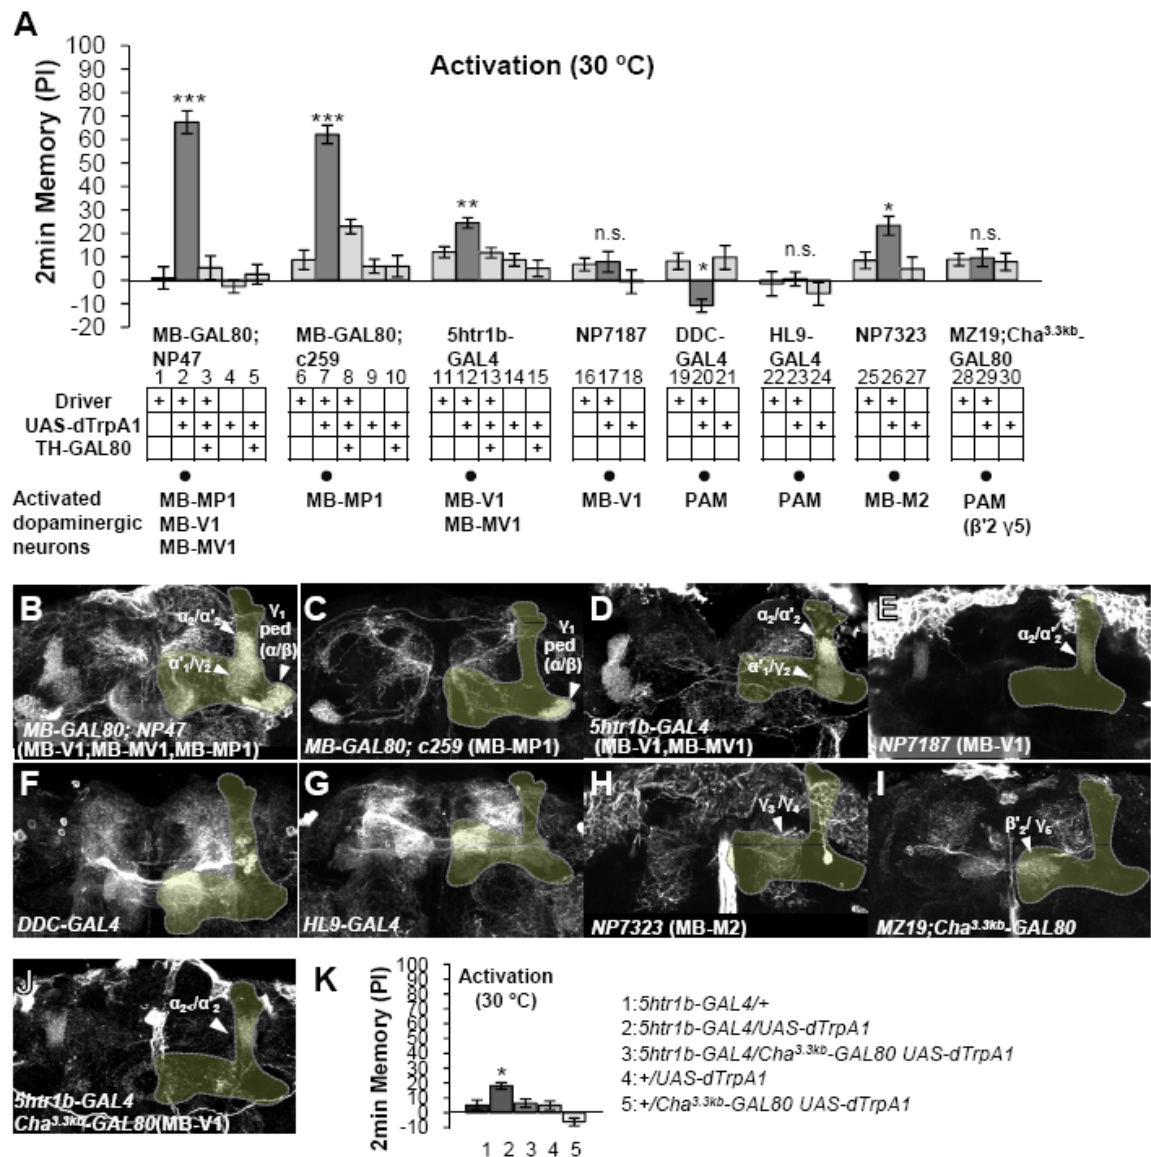 A
Activation (30 ºC)
2min Memory (PI)
100
90
80
70
60
50
40
30
20
10
0
-10
-20
*** *** ** n.s. * n.s. * n.s.
MB-GAL80; MB-GAL80; 5htr1b- NP7187 DDC- HL9- NP7323 MZ19;Cha3.3kb-
NP47 c259 GAL4 GAL4 GAL4 GAL80
1 2 3 4 5 6 7 8 9 10 11 12 13 14 15 16 17 18 19 20 21 22 23 24 25 26 27 28 29 30
Driver + + + + + + + + + + + + + + + + + + +
UAS-dTrpA1 + + + + + + + + + + + + + + + + + + + + + +
TH-GAL80 + + + + + +
● ● ● ● ● ● ● ●
Activated MB-MP1 MB-MP1 MB-V1 MB-V1 PAM PAM MB-M2 PAM
dopaminergic MB-V1 MB-MV1 (β'2 γ5)
neurons MB-MV1
B
α2/α'2
γ1
ped
(α/β)
α'1/γ2
MB-GAL80; NP47
(MB-V1,MB-MV1,MB-MP1)
C
γ1
ped
(α/β)
MB-GAL80; c259 (MB-MP1)
D
α2/α'2
α'1/γ2
5htr1b-GAL4
(MB-V1,MB-MV1)
E
α2/α'2
NP7187 (MB-V1)
F
DDC-GAL4
G
HL9-GAL4
H
γ3/γ4
NP7323 (MB-M2)
I
β'2/ γ5
MZ19;Cha3.3kb-GAL80
J
α2/α'2
5htr1b-GAL4
Cha3.3kb-GAL80(MB-V1)
K
Activation
(30 ºC)
2min Memory (PI)
100
90
80
70
60
50
40
30
20
10
0
-10
*
1 2 3 4 5
1:5htr1b-GAL4/+
2:5htr1b-GAL4/UAS-dTrpA1
3:5htr1b-GAL4/Cha3.3kb-GAL80 UAS-dTrpA1
4:+/UAS-dTrpA1
5:+/Cha3.3kb-GAL80 UAS-dTrpA1